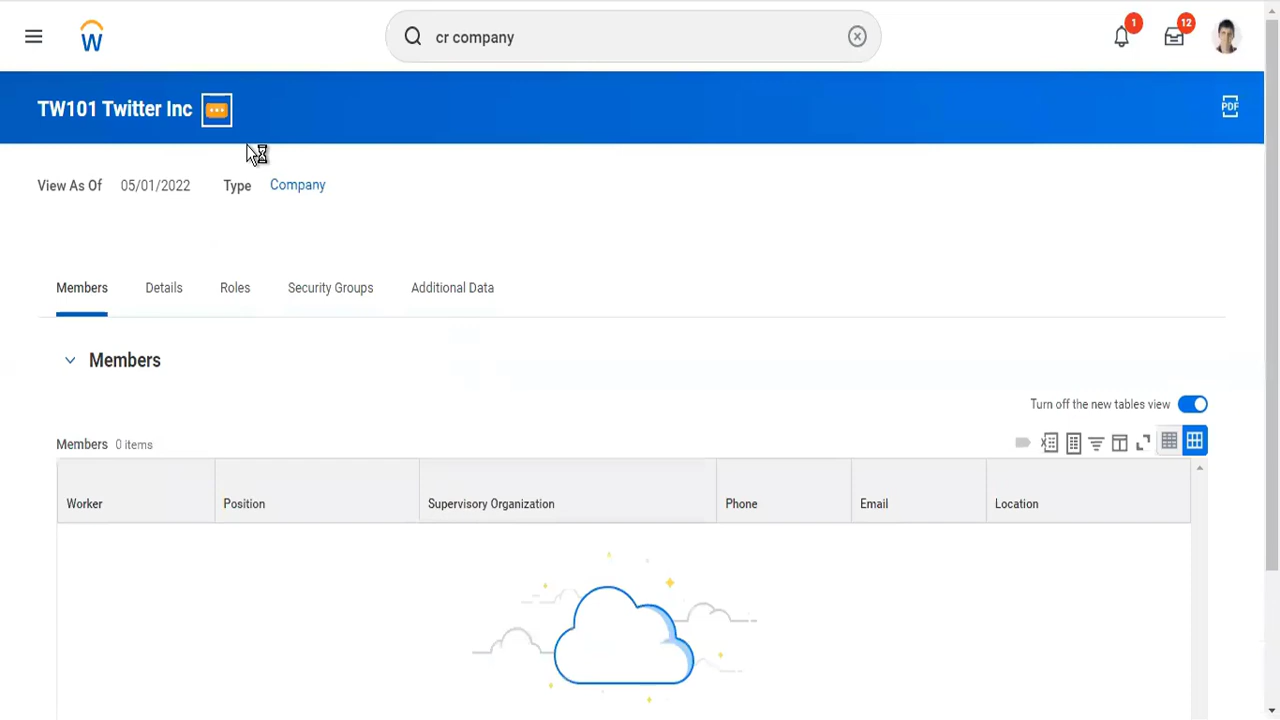 W
cr company
1
12
TW101 Twitter Inc
PDF
View As Of 05/01/2022 Type Company
Members Details Roles Security Groups Additional Data
Members
Turn off the new tables view
Members 0 items
Worker Position Supervisory Organization Phone Email Location